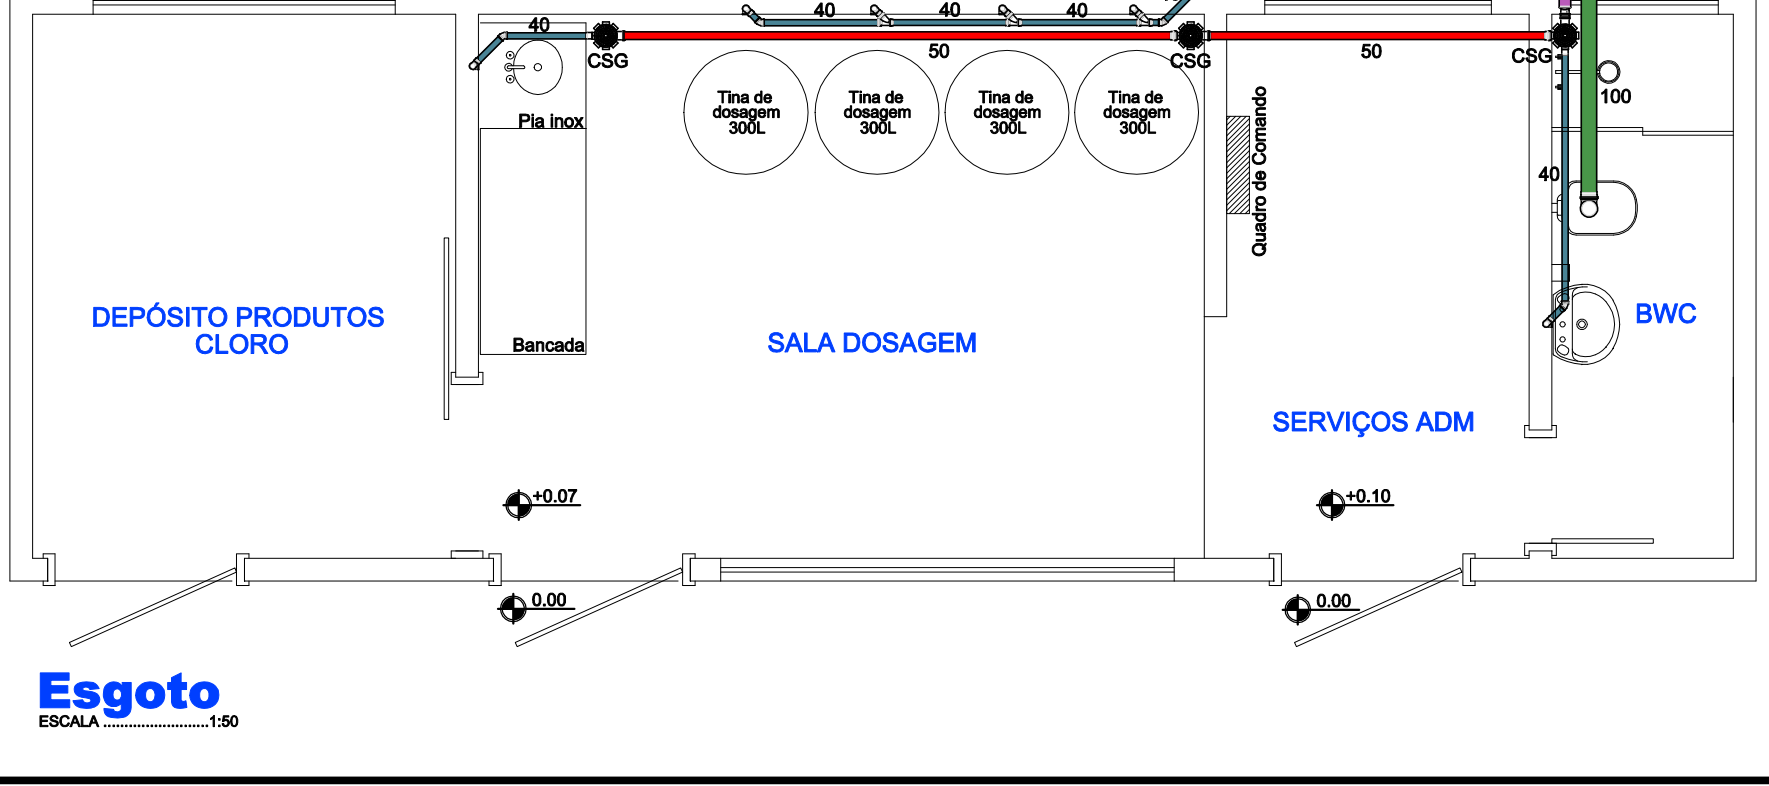 40
40
40
40
CSG
50
CSG
50
CSG
100
Tina de
dosagem
300L
Tina de
dosagem
300L
Tina de
dosagem
300L
Tina de
dosagem
300L
Pia inox
Quadro de Comando
40
DEPÓSITO PRODUTOS
CLORO
Bancada
SALA DOSAGEM
BWC
SERVIÇOS ADM
+0.07
+0.10
0.00
0.00
Esgoto
ESCALA .........................1:50